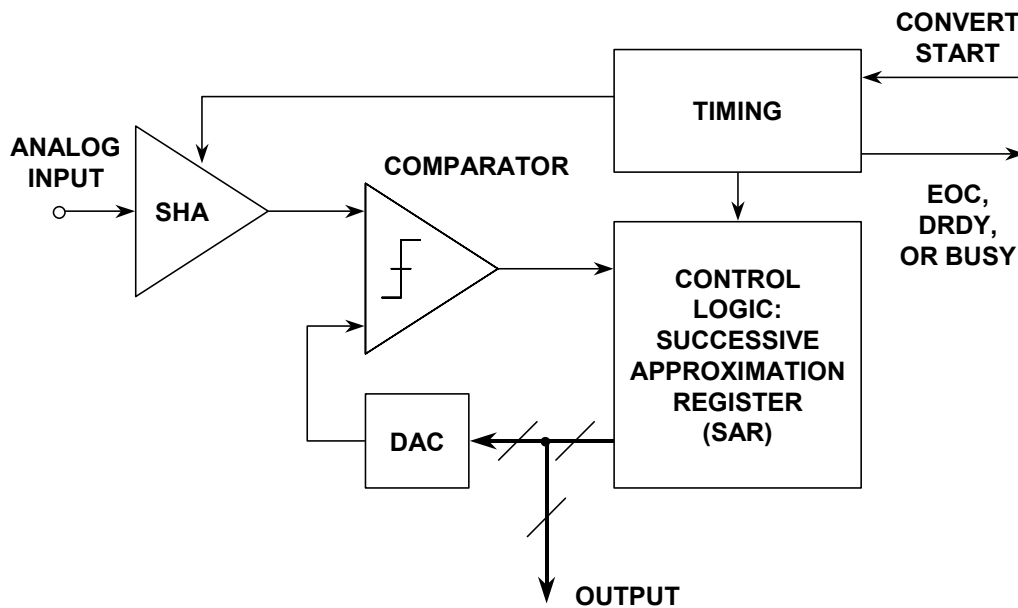 CONVERT
START
TIMING
ANALOG
INPUT
COMPARATOR
SHA
EOC,
DRDY,
OR BUSY
CONTROL
LOGIC:
SUCCESSIVE
APPROXIMATION
REGISTER
(SAR)
DAC
OUTPUT